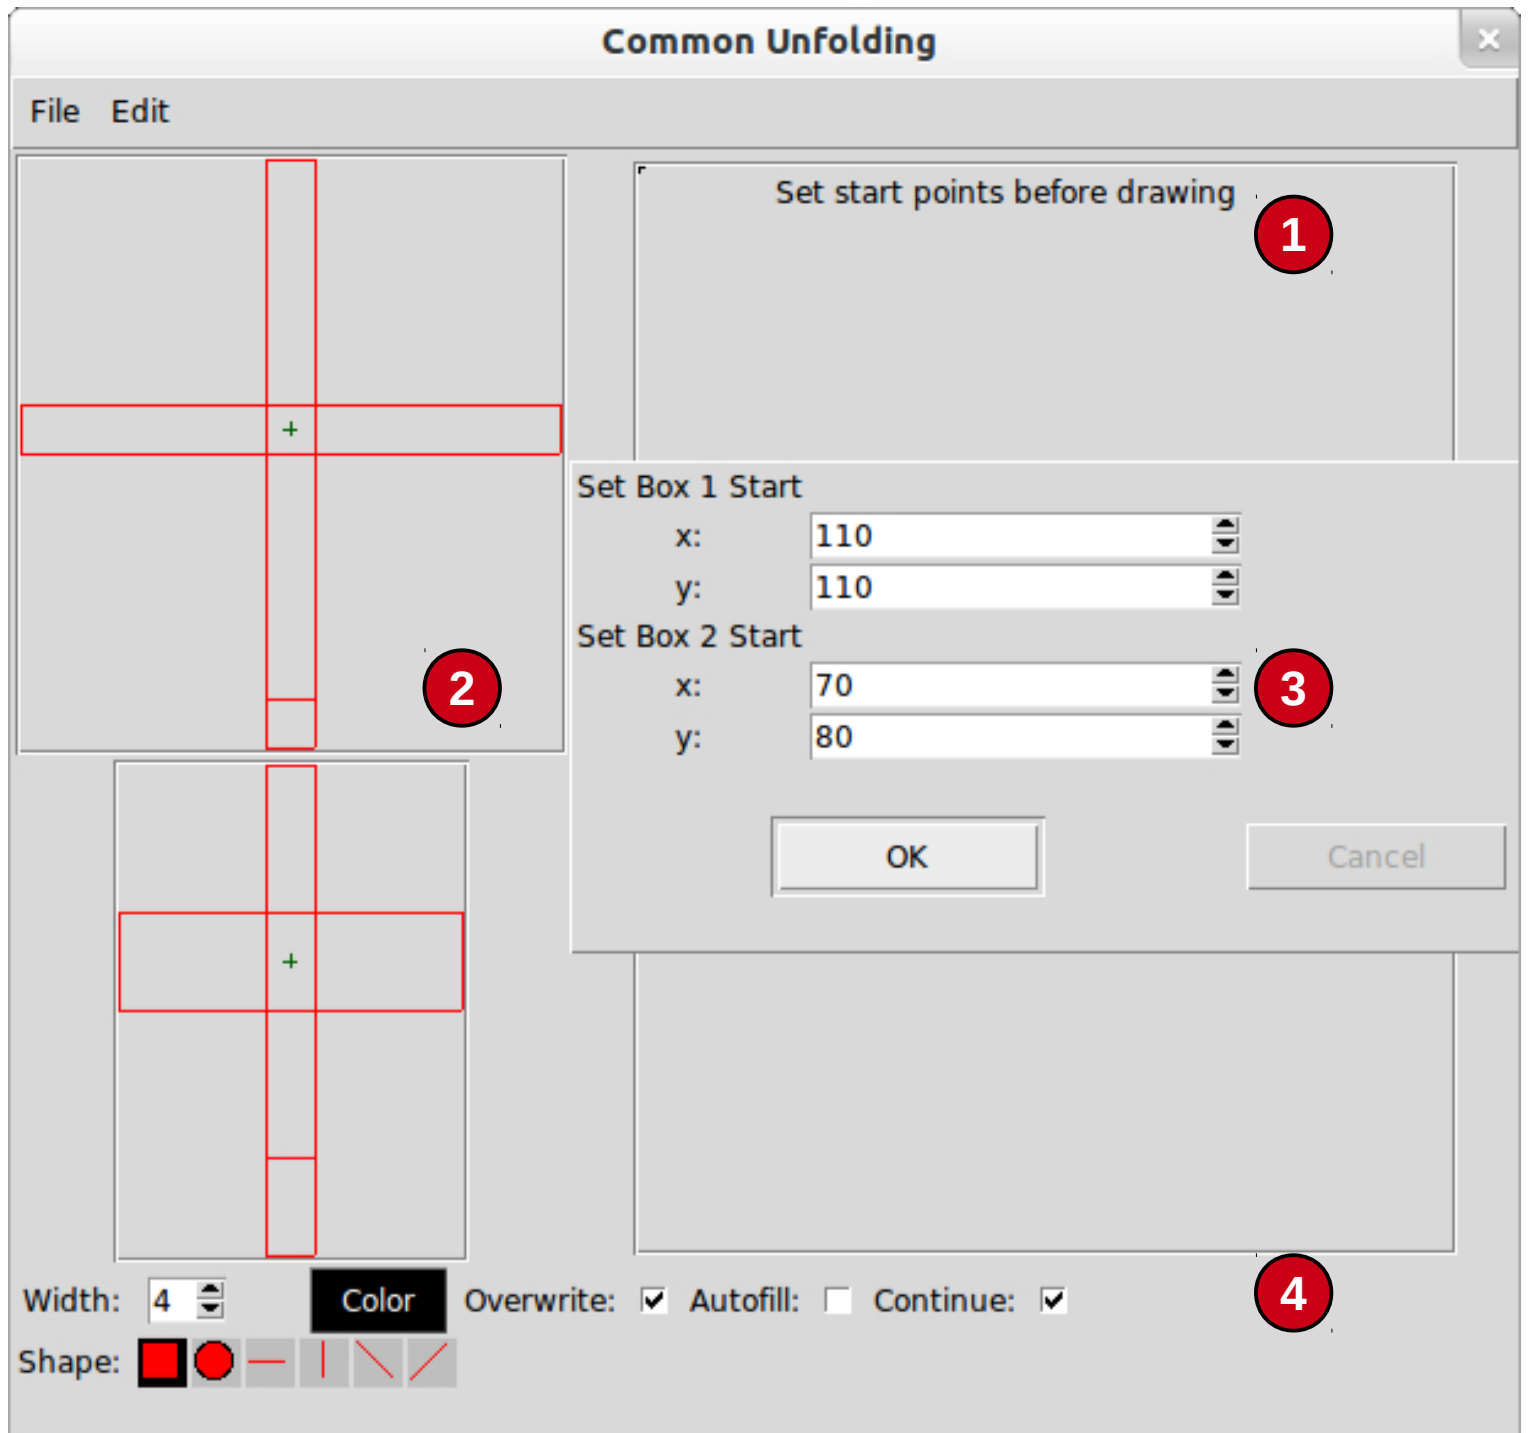 Common Unfolding
File Edit
Set start points before drawing
1
Set Box 1 Start
x: 110
y: 110
Set Box 2 Start
x: 70
y: 80
2
3
OK Cancel
Width: 4 Color Overwrite: Autofill: Continue:
4
Shape: